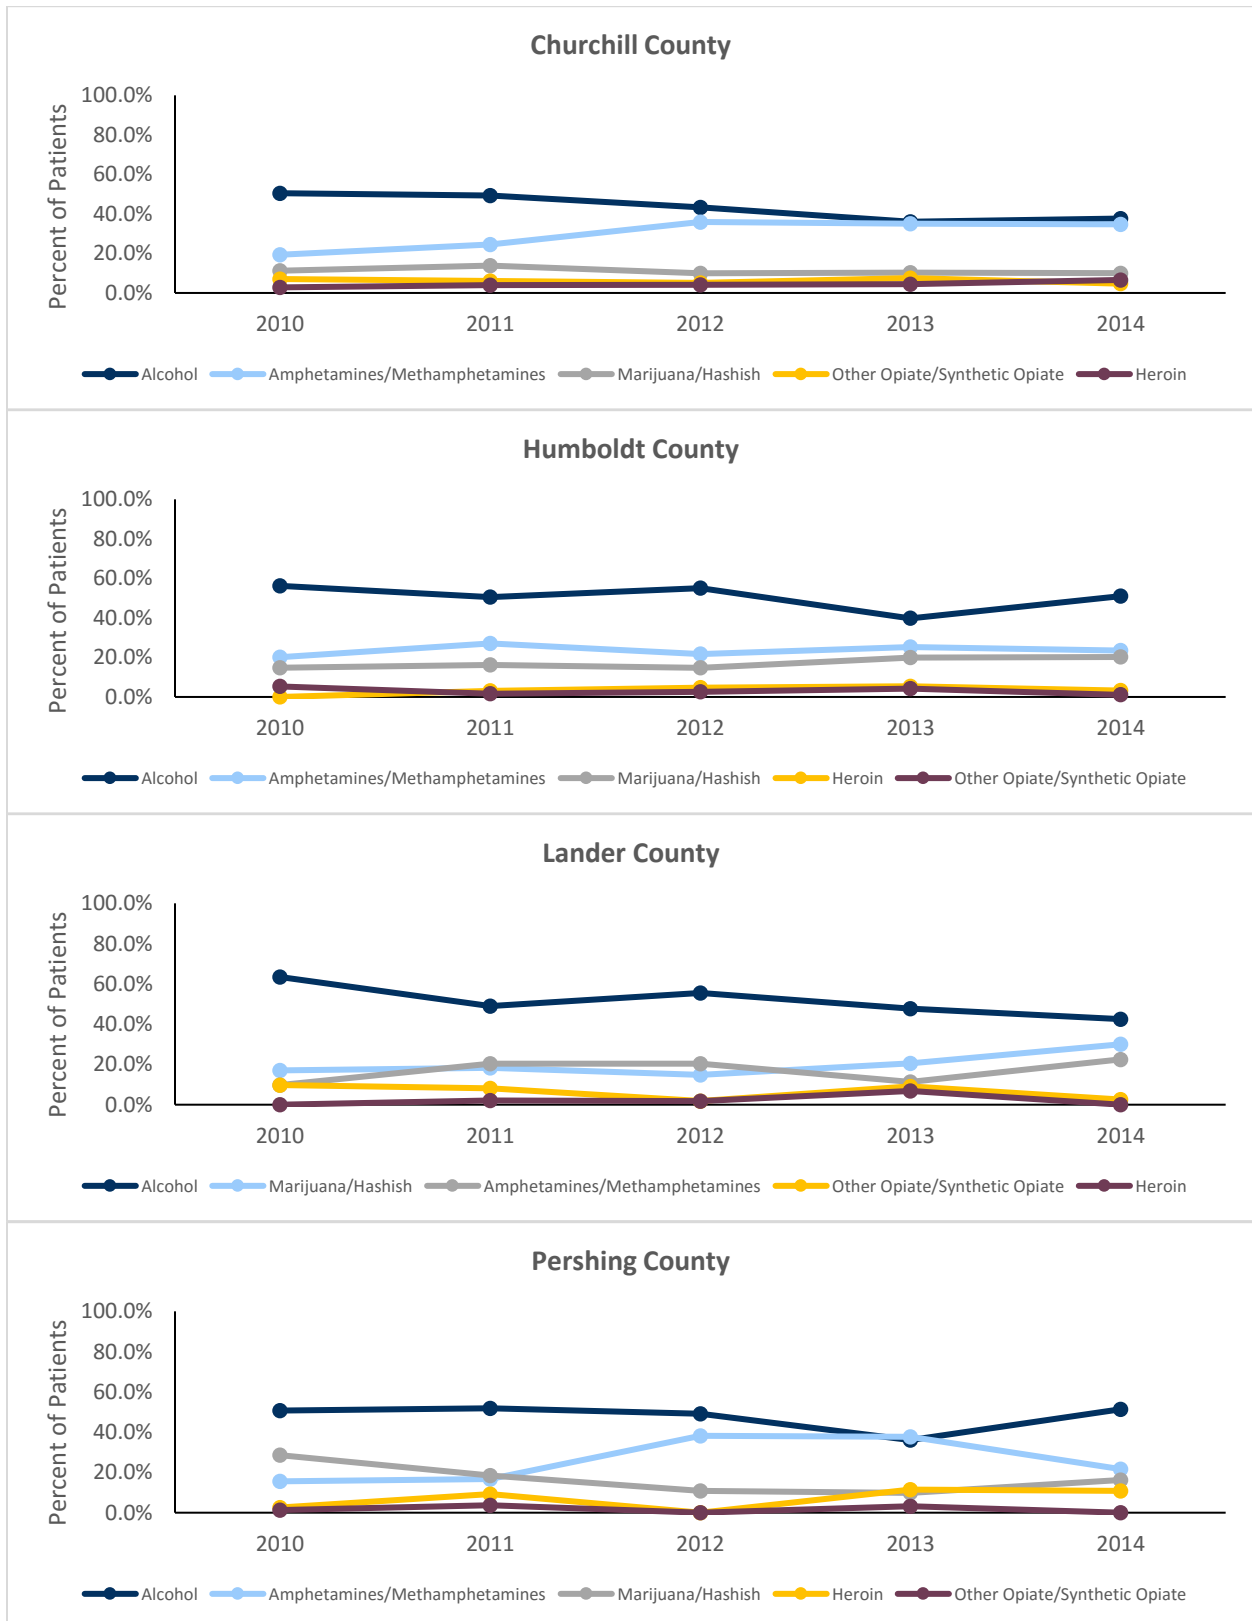 Churchill County
Percent of Patients
100.0%
80.0%
60.0%
40.0%
20.0%
0.0%
2010 2011 2012 2013 2014
Alcohol Amphetamines/Methamphetamines Marijuana/Hashish Other Opiate/Synthetic Opiate Heroin
Humboldt County
Percent of Patients
100.0%
80.0%
60.0%
40.0%
20.0%
0.0%
2010 2011 2012 2013 2014
Alcohol Amphetamines/Methamphetamines Marijuana/Hashish Heroin Other Opiate/Synthetic Opiate
Lander County
Percent of Patients
100.0%
80.0%
60.0%
40.0%
20.0%
0.0%
2010 2011 2012 2013 2014
Alcohol Marijuana/Hashish Amphetamines/Methamphetamines Other Opiate/Synthetic Opiate Heroin
Pershing County
Percent of Patients
100.0%
80.0%
60.0%
40.0%
20.0%
0.0%
2010 2011 2012 2013 2014
Alcohol Amphetamines/Methamphetamines Marijuana/Hashish Heroin Other Opiate/Synthetic Opiate